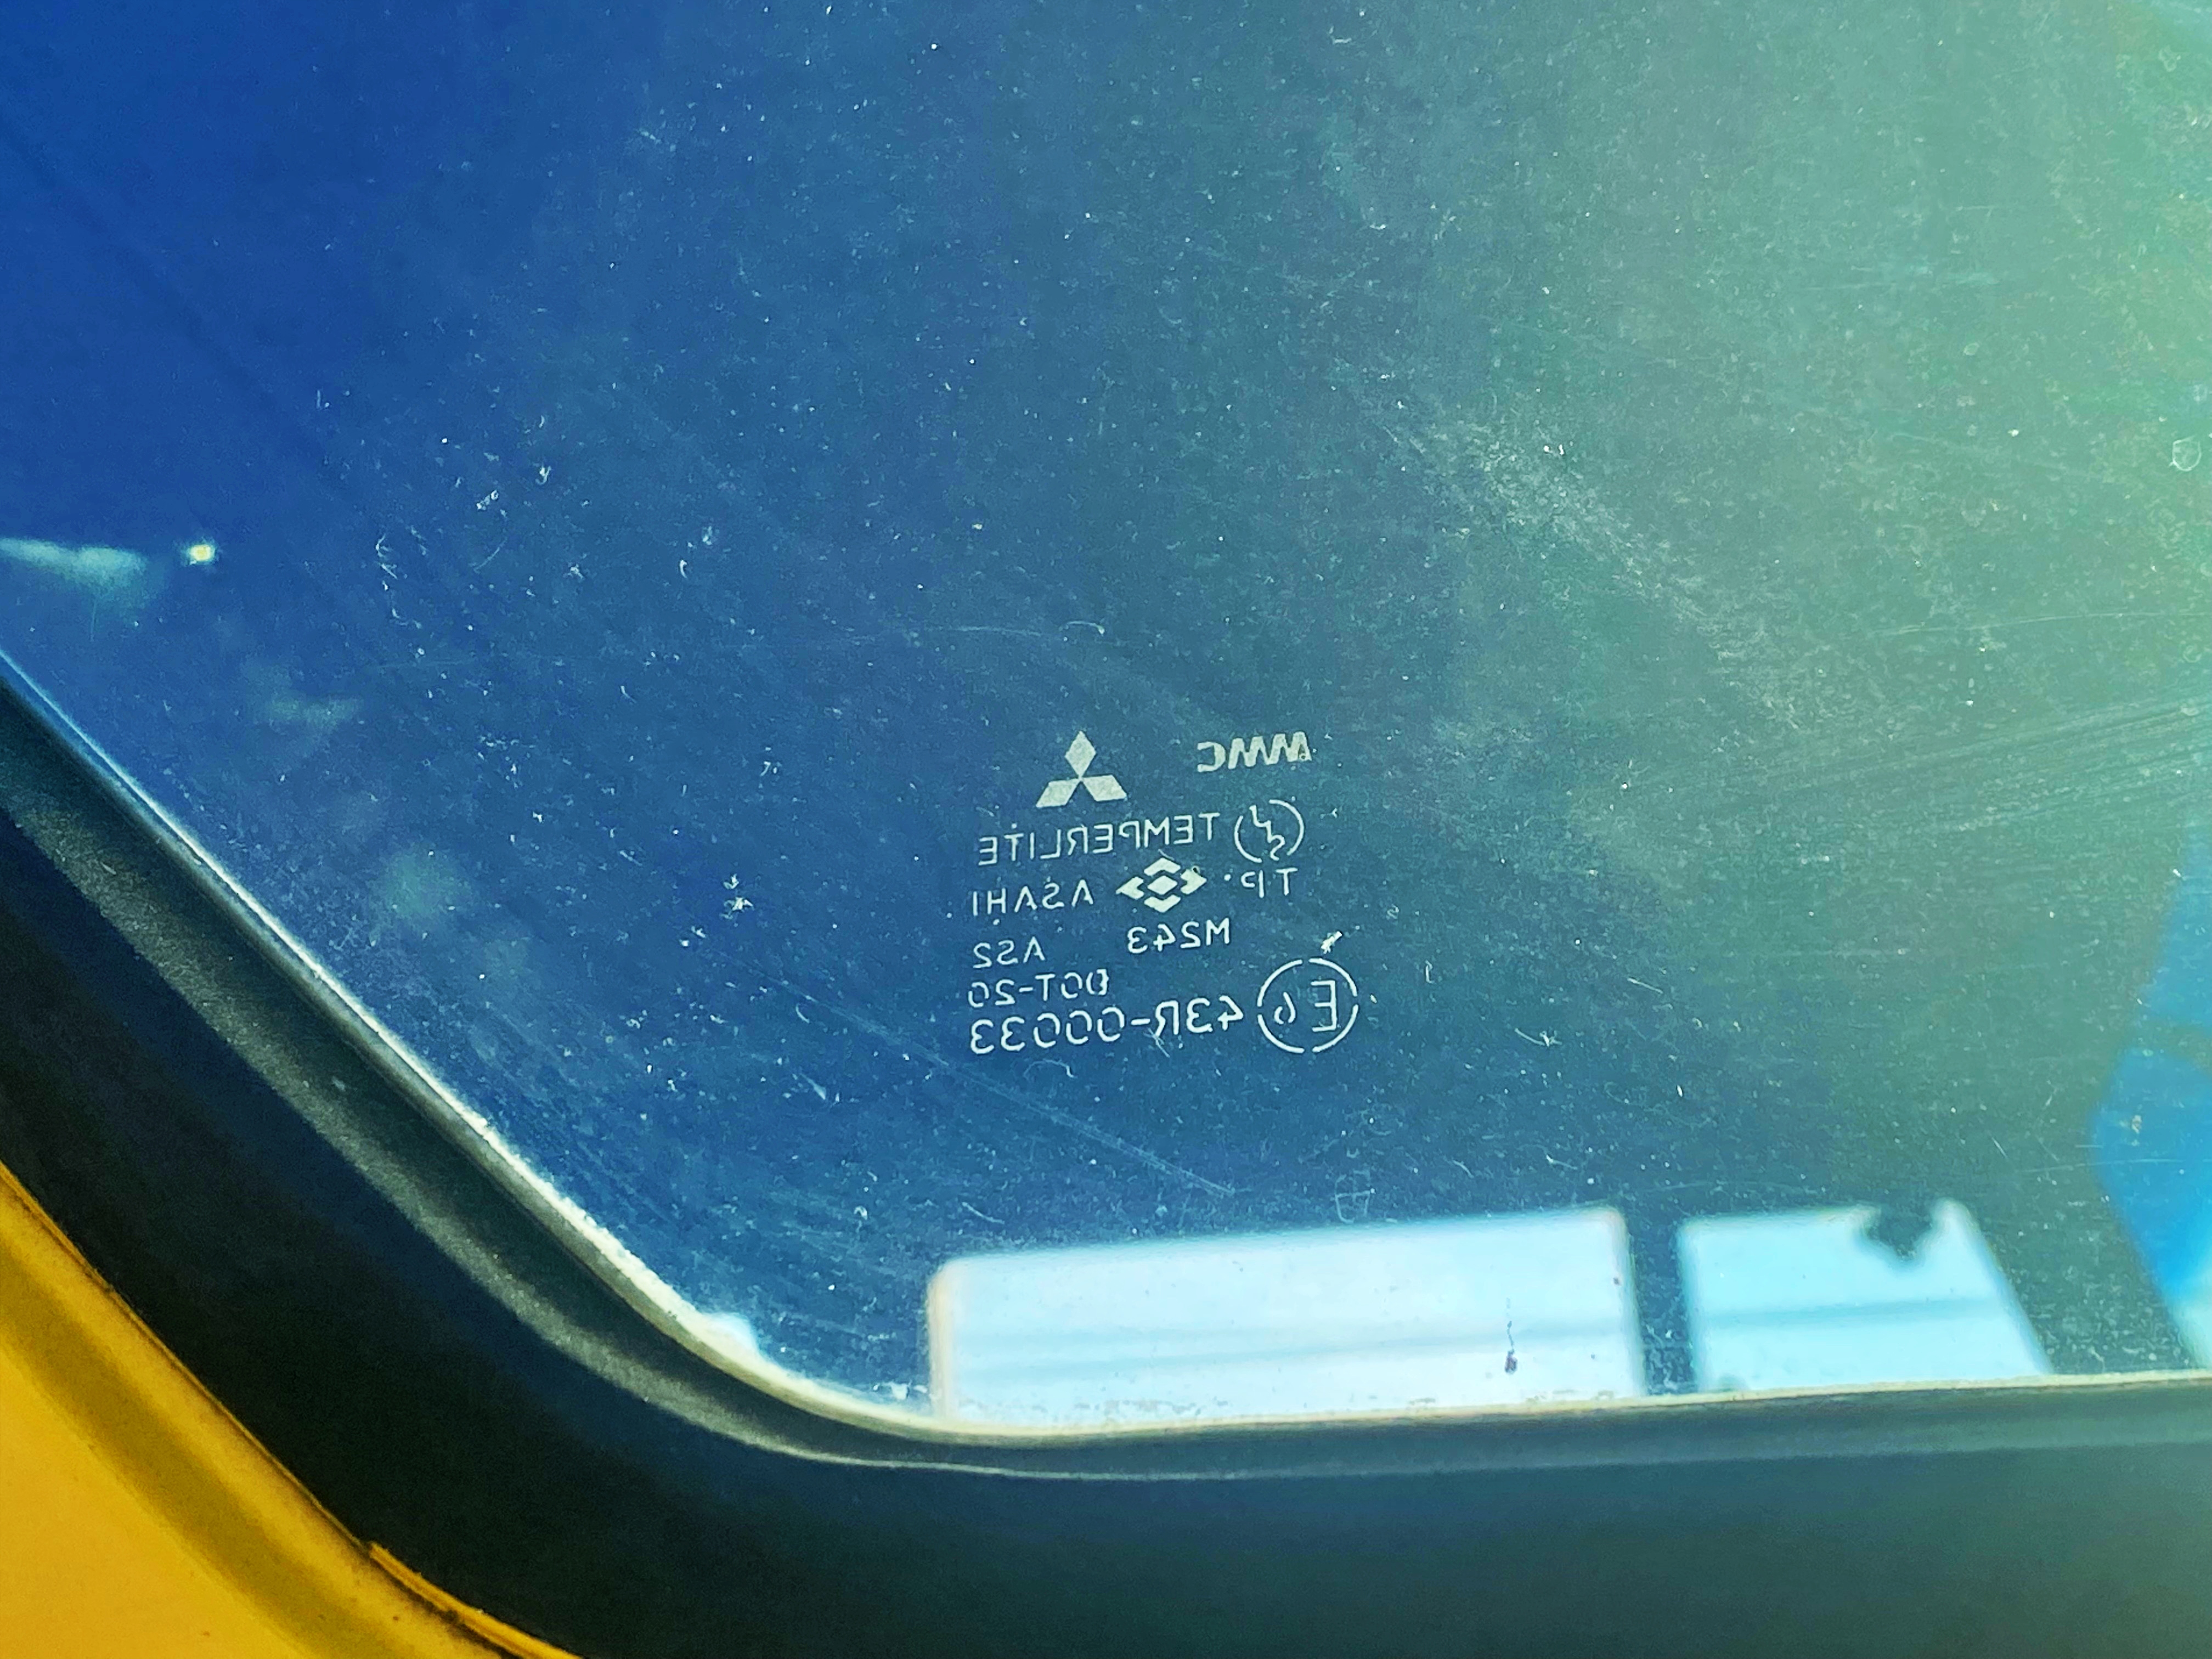 MMC
TEMPERLITE
TP. ASAHI
M243 AS2
DOT-20
E6 43R-00033